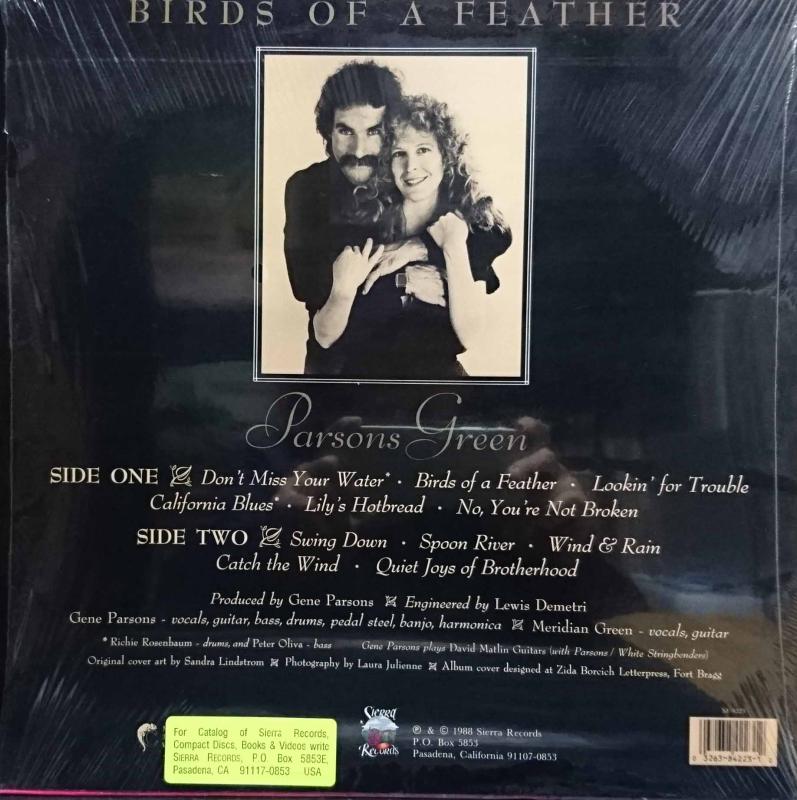 BIRDS OF A FEATHER
Parsons Green
SIDE ONE Don't Miss Your Water* · Birds of a Feather · Lookin' for Trouble
California Blues* · Lily's Hotbread · No, You're Not Broken
SIDE TWO Swing Down · Spoon River · Wind & Rain
Catch the Wind · Quiet Joys of Brotherhood
Produced by Gene Parsons Engineered by Lewis Demetri
Gene Parsons - vocals, guitar, bass, drums, pedal steel, banjo, harmonica Meridian Green - vocals, guitar
* Richie Rosenbaum - drums, and Peter Oliva - bass Gene Parsons plays David Matlin Guitars (with Parsons / White Stringbenders)
Original cover art by Sandra Lindstrom Photography by Laura Julienne Album cover designed at Zida Borcich Letterpress, Fort Bragg
For Catalog of Sierra Records,
Compact Discs, Books & Videos write
SIERRA RECORDS, P.O. Box 5853E,
Pasadena, CA 91117-0853 USA
Sierra
Records
℗ & © 1988 Sierra Records
P.O. Box 5853
Pasadena, California 91107-0853
0 3263-84223-1 0